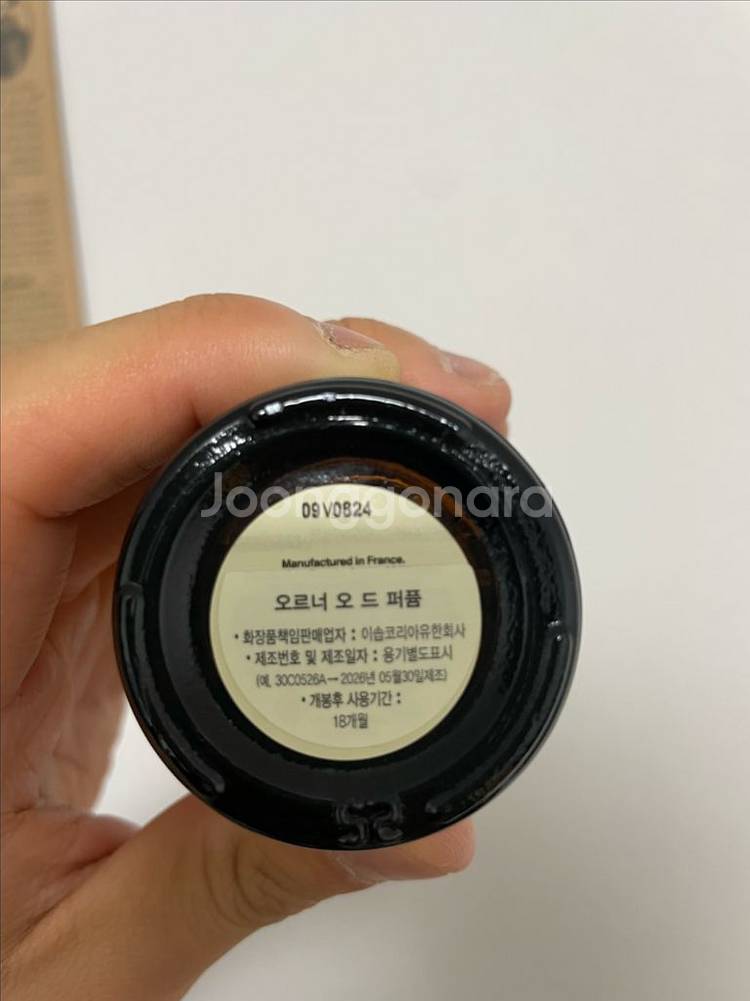 Joonggonara
09V0824
Manufactured in France.
오르너 오 드 퍼퓸
• 화장품책임판매업자 : 이솝코리아유한회사
• 제조번호 및 제조일자 : 용기별도표시
(예, 30C0526A→2026년 05월30일제조)
• 개봉후 사용기간 :
18개월